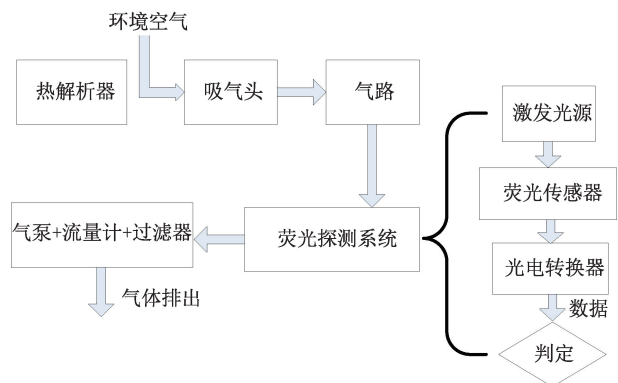 环境空气
热解析器
吸气头
气路
激发光源
荧光传感器
气泵+流量计+过滤器
荧光探测系统
光电转换器
气体排出
数据
判定